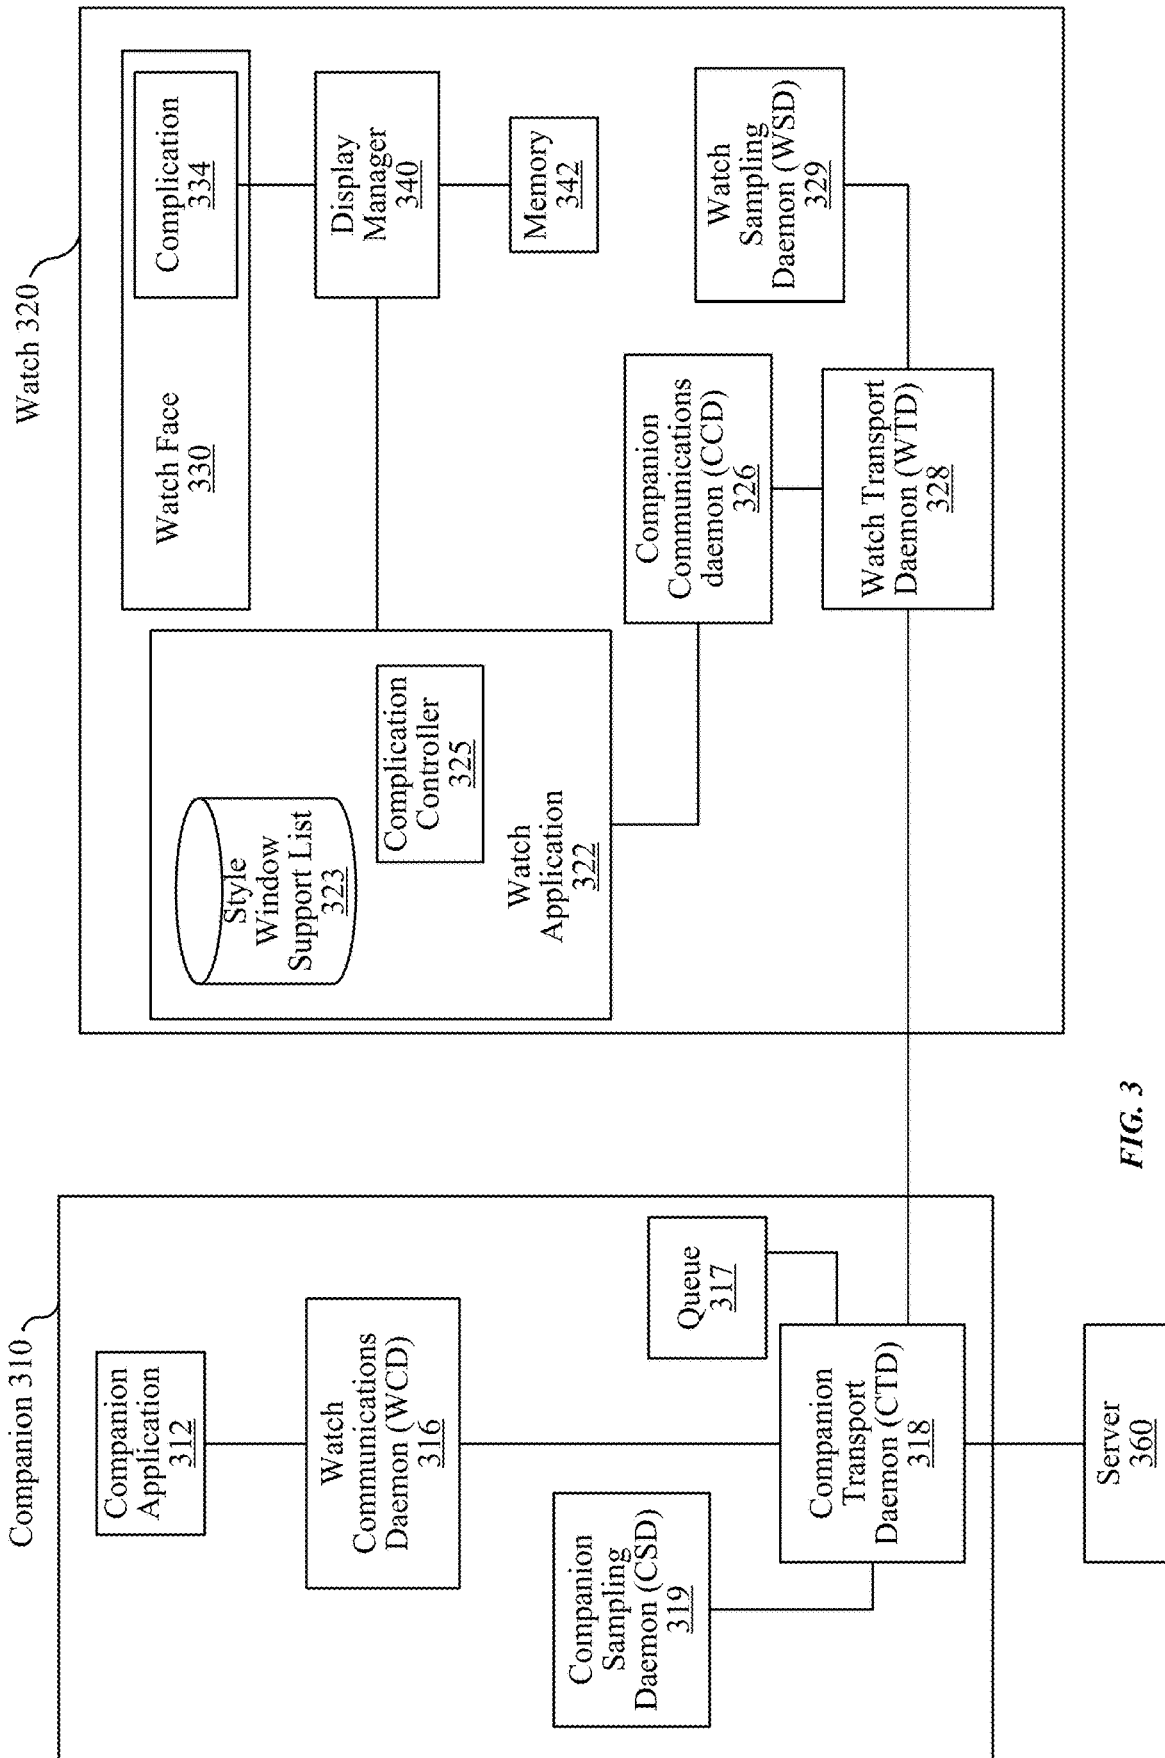 Companion 310
Companion
Application
312
Watch
Communications
Daemon (WCD)
316
Companion
Sampling
Daemon (CSD)
319
Queue
317
Companion
Transport
Daemon (CTD)
318
Server
360
Watch 320
Style
Window
Support List
323
Complication
Controller
325
Watch
Application
322
Watch Face
330
Complication
334
Display
Manager
340
Memory
342
Companion
Communications
daemon (CCD)
326
Watch
Sampling
Daemon (WSD)
329
Watch Transport
Daemon (WTD)
328
FIG. 3